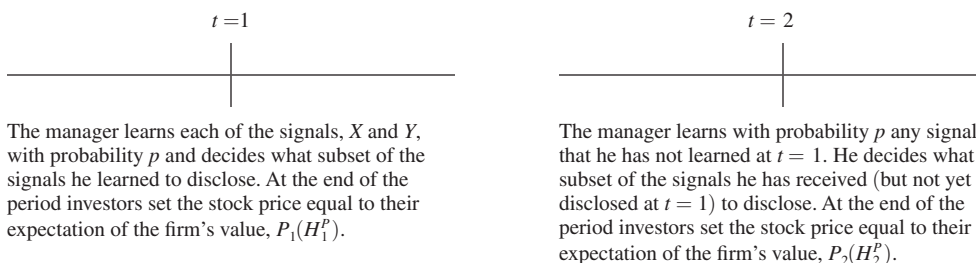 t = 1
The manager learns each of the signals, X and Y,
with probability p and decides what subset of the
signals he learned to disclose. At the end of the
period investors set the stock price equal to their
expectation of the firm's value, P₁(H₁ᴾ).
t = 2
The manager learns with probability p any signal
that he has not learned at t = 1. He decides what
subset of the signals he has received (but not yet
disclosed at t = 1) to disclose. At the end of the
period investors set the stock price equal to their
expectation of the firm's value, P₂(H₂ᴾ).